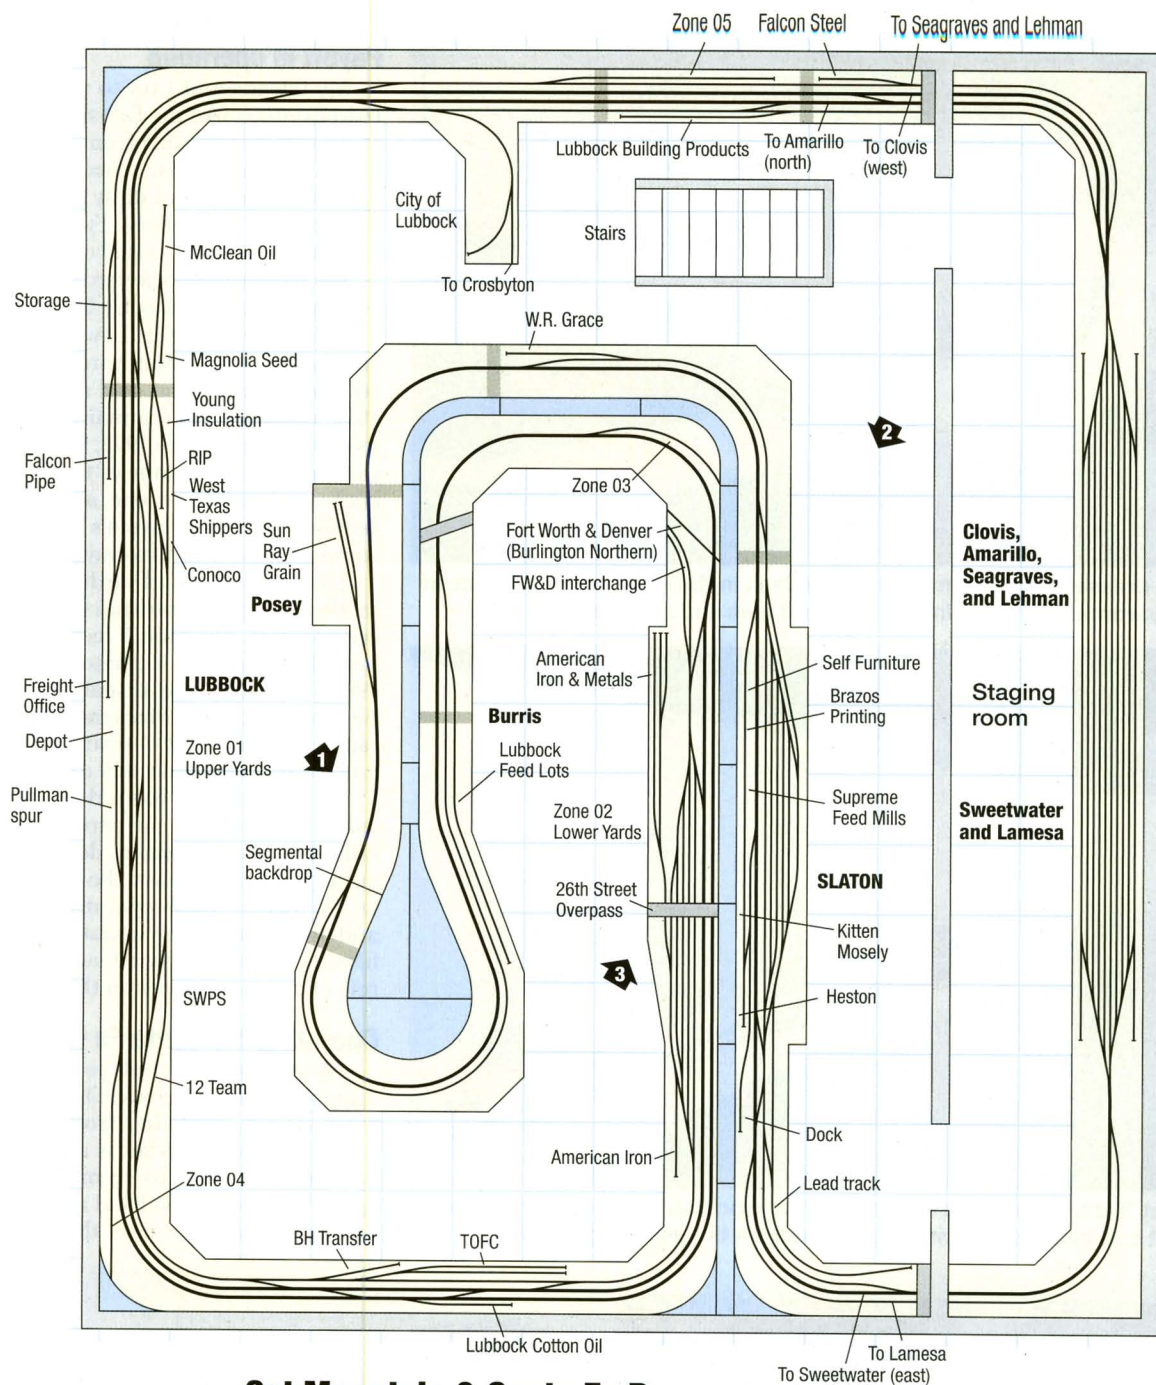 Zone 05
Falcon Steel
To Seagraves and Lehman
Lubbock Building Products
To Amarillo
(north)
To Clovis
(west)
City of
Lubbock
Stairs
To Crosbyton
McClean Oil
Storage
W.R. Grace
Magnolia Seed
Young
Insulation
2
Falcon
Pipe
RIP
West
Texas
Shippers
Zone 03
Sun
Ray
Grain
Fort Worth & Denver
(Burlington Northern)
Clovis,
Amarillo,
Seagraves,
and Lehman
Conoco
FW&D interchange
Posey
American
Iron & Metals
Self Furniture
Freight
Office
LUBBOCK
Brazos
Printing
Staging
room
Burris
Depot
Zone 01
Upper Yards
1
Lubbock
Feed Lots
Pullman
spur
Zone 02
Lower Yards
Supreme
Feed Mills
Sweetwater
and Lamesa
Segmental
backdrop
SLATON
26th Street
Overpass
Kitten
Mosely
3
SWPS
Heston
12 Team
Dock
American Iron
Zone 04
Lead track
BH Transfer
TOFC
Lubbock Cotton Oil
To Lamesa
To Sweetwater (east)